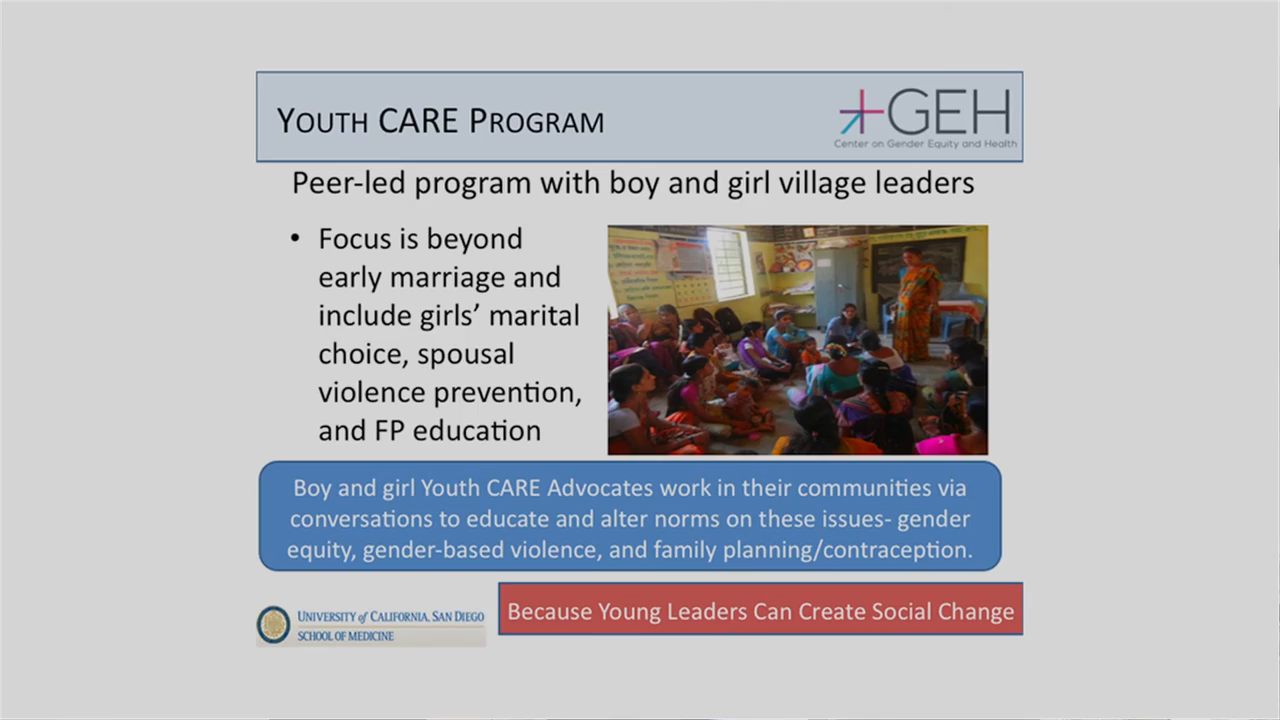 YOUTH CARE PROGRAM
GEH
Center on Gender Equity and Health
Peer-led program with boy and girl village leaders
• Focus is beyond
early marriage and
include girls’ marital
choice, spousal
violence prevention,
and FP education
Boy and girl Youth CARE Advocates work in their communities via
conversations to educate and alter norms on these issues- gender
equity, gender-based violence, and family planning/contraception.
UNIVERSITY of CALIFORNIA, SAN DIEGO
SCHOOL OF MEDICINE
Because Young Leaders Can Create Social Change